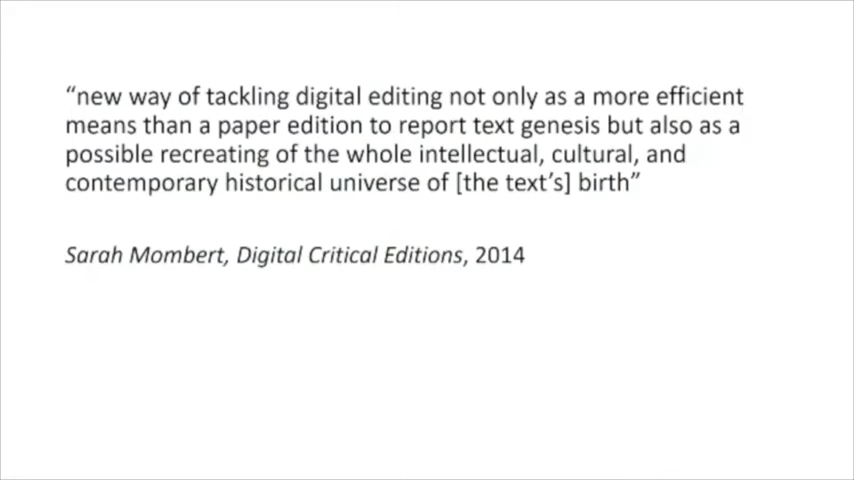 “new way of tackling digital editing not only as a more efficient
means than a paper edition to report text genesis but also as a
possible recreating of the whole intellectual, cultural, and
contemporary historical universe of [the text’s] birth”
Sarah Mombert, Digital Critical Editions, 2014